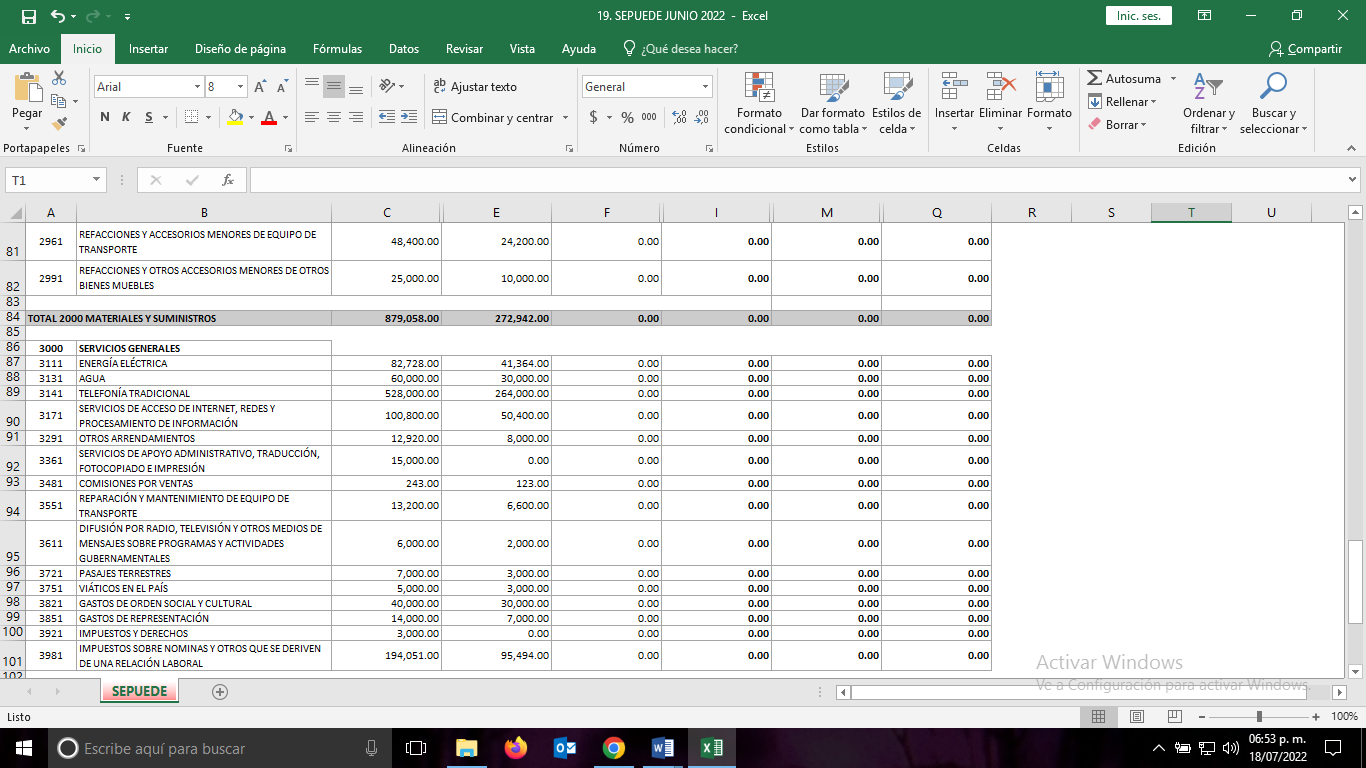 19. SEPUEDE JUNIO 2022 - Excel
Inic. ses.
Archivo Inicio Insertar Diseño de página Fórmulas Datos Revisar Vista Ayuda ¿Qué desea hacer? Compartir
Pegar
Arial 8
N K S
Ajustar texto
Combinar y centrar
General
$ % 000
Formato condicional
Dar formato como tabla
Estilos de celda
Insertar Eliminar Formato
Autosuma
Rellenar
Borrar
Ordenar y filtrar
Buscar y seleccionar
Portapapeles Fuente Alineación Número Estilos Celdas Edición
T1 fx
A B C E F I M Q R S T U
81 2961 REFACCIONES Y ACCESORIOS MENORES DE EQUIPO DE
TRANSPORTE 48,400.00 24,200.00 0.00 0.00 0.00 0.00
82 2991 REFACCIONES Y OTROS ACCESORIOS MENORES DE OTROS
BIENES MUEBLES 25,000.00 10,000.00 0.00 0.00 0.00 0.00
83
84 TOTAL 2000 MATERIALES Y SUMINISTROS 879,058.00 272,942.00 0.00 0.00 0.00 0.00
85
86 3000 SERVICIOS GENERALES
87 3111 ENERGÍA ELÉCTRICA 82,728.00 41,364.00 0.00 0.00 0.00 0.00
88 3131 AGUA 60,000.00 30,000.00 0.00 0.00 0.00 0.00
89 3141 TELEFONÍA TRADICIONAL 528,000.00 264,000.00 0.00 0.00 0.00 0.00
90 3171 SERVICIOS DE ACCESO DE INTERNET, REDES Y
PROCESAMIENTO DE INFORMACIÓN 100,800.00 50,400.00 0.00 0.00 0.00 0.00
91 3291 OTROS ARRENDAMIENTOS 12,920.00 8,000.00 0.00 0.00 0.00 0.00
92 3361 SERVICIOS DE APOYO ADMINISTRATIVO, TRADUCCIÓN,
FOTOCOPIADO E IMPRESIÓN 15,000.00 0.00 0.00 0.00 0.00 0.00
93 3481 COMISIONES POR VENTAS 243.00 123.00 0.00 0.00 0.00 0.00
94 3551 REPARACIÓN Y MANTENIMIENTO DE EQUIPO DE
TRANSPORTE 13,200.00 6,600.00 0.00 0.00 0.00 0.00
95 3611 DIFUSIÓN POR RADIO, TELEVISIÓN Y OTROS MEDIOS DE
MENSAJES SOBRE PROGRAMAS Y ACTIVIDADES
GUBERNAMENTALES 6,000.00 2,000.00 0.00 0.00 0.00 0.00
96 3721 PASAJES TERRESTRES 7,000.00 3,000.00 0.00 0.00 0.00 0.00
97 3751 VIÁTICOS EN EL PAÍS 5,000.00 3,000.00 0.00 0.00 0.00 0.00
98 3821 GASTOS DE ORDEN SOCIAL Y CULTURAL 40,000.00 30,000.00 0.00 0.00 0.00 0.00
99 3851 GASTOS DE REPRESENTACIÓN 14,000.00 7,000.00 0.00 0.00 0.00 0.00
100 3921 IMPUESTOS Y DERECHOS 3,000.00 0.00 0.00 0.00 0.00 0.00
101 3981 IMPUESTOS SOBRE NOMINAS Y OTROS QUE SE DERIVEN
DE UNA RELACIÓN LABORAL 194,051.00 95,494.00 0.00 0.00 0.00 0.00
102
Activar Windows
Ve a Configuración para activar Windows.
SEPUEDE
Listo 100%
Escribe aquí para buscar
06:53 p. m.
18/07/2022